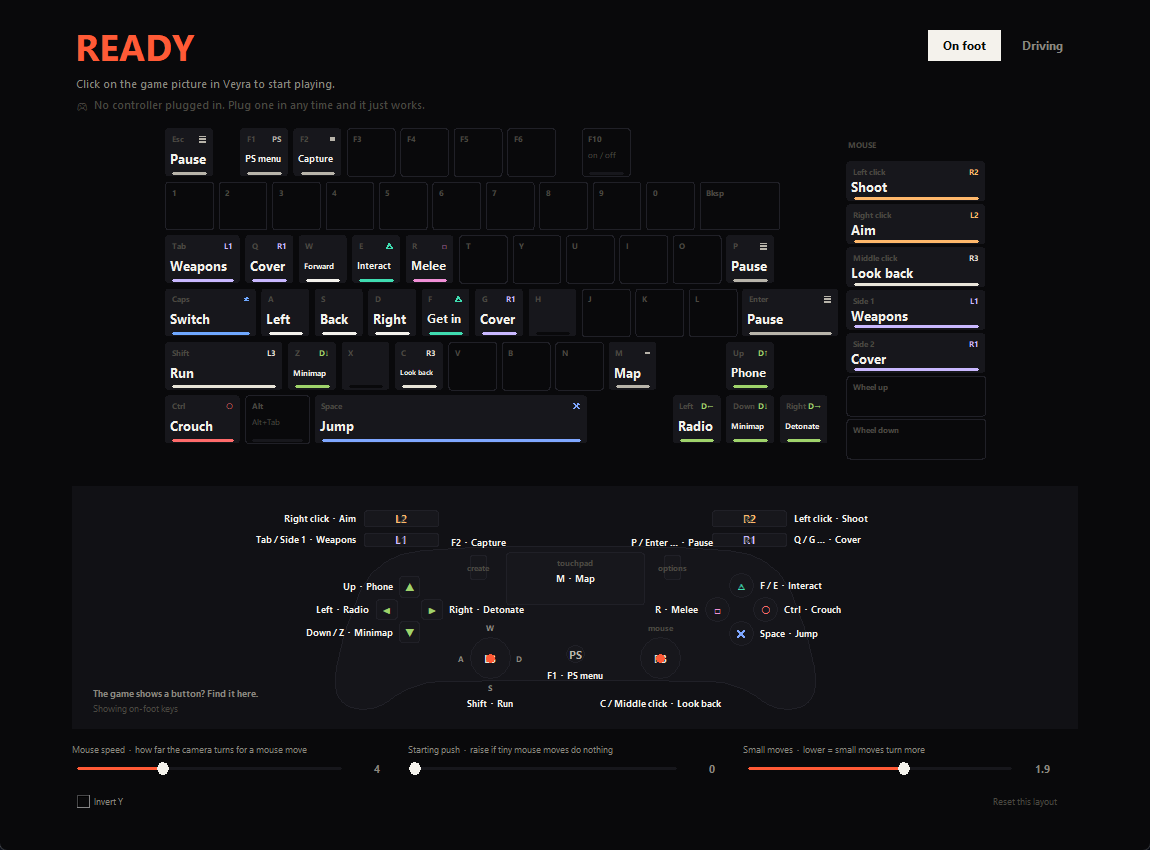 READY
On foot
Driving
Click on the game picture in Veyra to start playing.
No controller plugged in. Plug one in any time and it just works.
Esc
Pause
F1 PS
PS menu
F2
Capture
F3
F4
F5
F6
F10
on / off
MOUSE
1
2
3
4
5
6
7
8
9
0
Bksp
Left click R2
Shoot
Tab L1
Weapons
Q R1
Cover
W
Forward
E
Interact
R
Melee
T
Y
U
I
O
P
Pause
Right click L2
Aim
Middle click R3
Look back
Caps
Switch
A
Left
S
Back
D
Right
F
Get in
G R1
Cover
H
J
K
L
Enter
Pause
Side 1 L1
Weapons
Shift L3
Run
Z D↓
Minimap
X
C R3
Look back
V
B
N
M
Map
Up D↑
Phone
Side 2 R1
Cover
Ctrl
Crouch
Alt
Alt+Tab
Space
Jump
Left D←
Radio
Down D↓
Minimap
Right D→
Detonate
Wheel up
Wheel down
Right click · Aim L2
R2 Left click · Shoot
Tab / Side 1 · Weapons L1
F2 · Capture
P / Enter ... · Pause
R1 Q / G ... · Cover
create
touchpad
M · Map
options
Up · Phone
F / E · Interact
Left · Radio
Right · Detonate
R · Melee
Ctrl · Crouch
Down / Z · Minimap
W
mouse
Space · Jump
A
D
PS
F1 · PS menu
S
Shift · Run
C / Middle click · Look back
The game shows a button? Find it here.
Showing on-foot keys
Mouse speed · how far the camera turns for a mouse move
4
Starting push · raise if tiny mouse moves do nothing
0
Small moves · lower = small moves turn more
1.9
Invert Y
Reset this layout